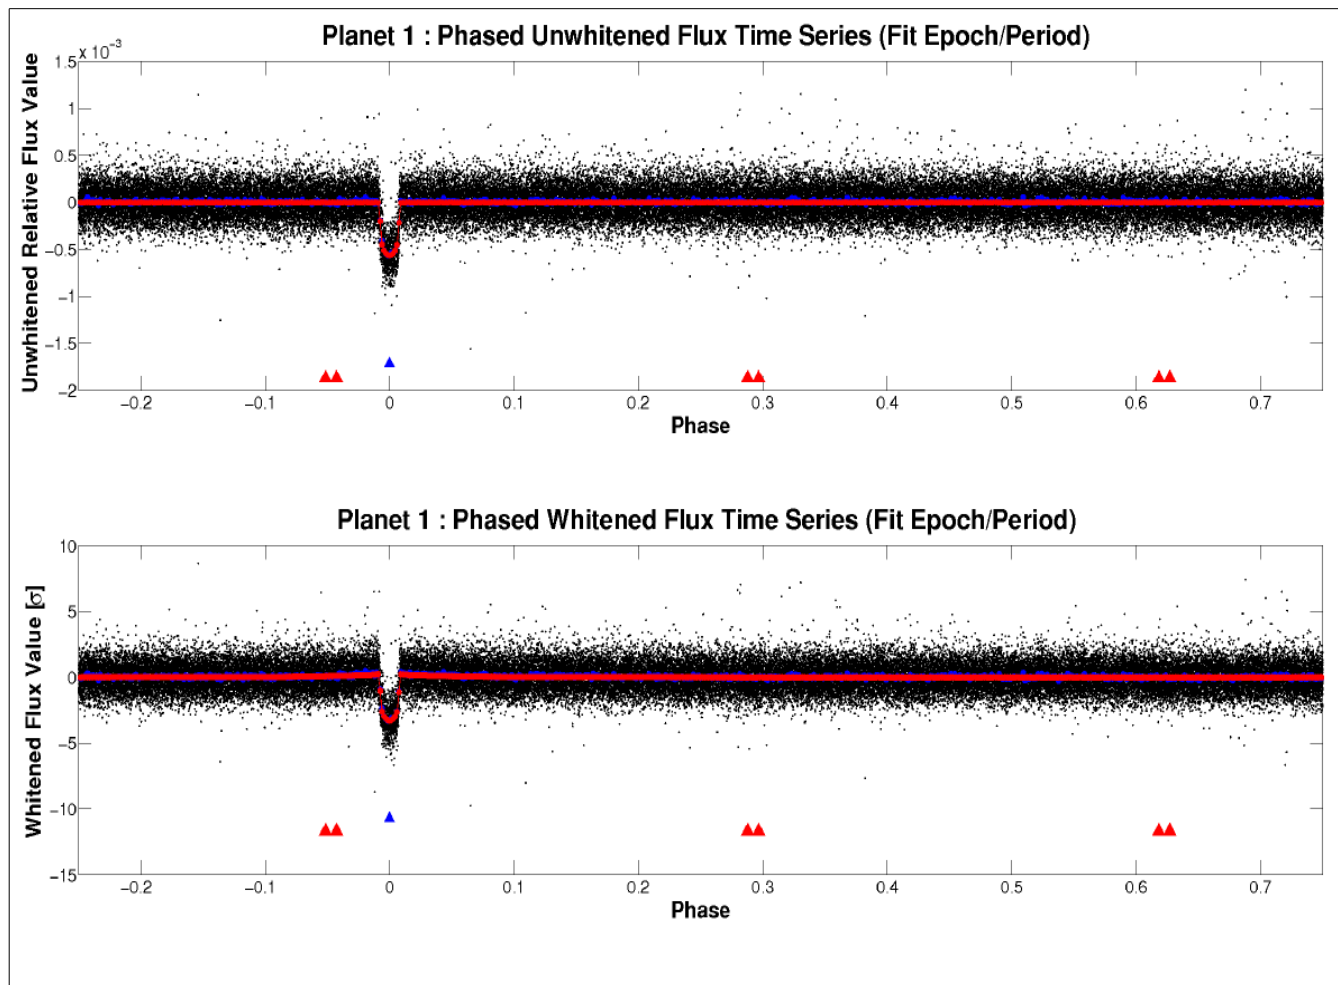 Planet 1 : Phased Unwhitened Flux Time Series (Fit Epoch/Period)
x 10⁻³
Unwhitened Relative Flux Value
1.5
1
0.5
0
−0.5
−1
−1.5
−2
−0.2 −0.1 0 0.1 0.2 0.3 0.4 0.5 0.6 0.7
Phase
Planet 1 : Phased Whitened Flux Time Series (Fit Epoch/Period)
Whitened Flux Value [σ]
10
5
0
−5
−10
−15
−0.2 −0.1 0 0.1 0.2 0.3 0.4 0.5 0.6 0.7
Phase